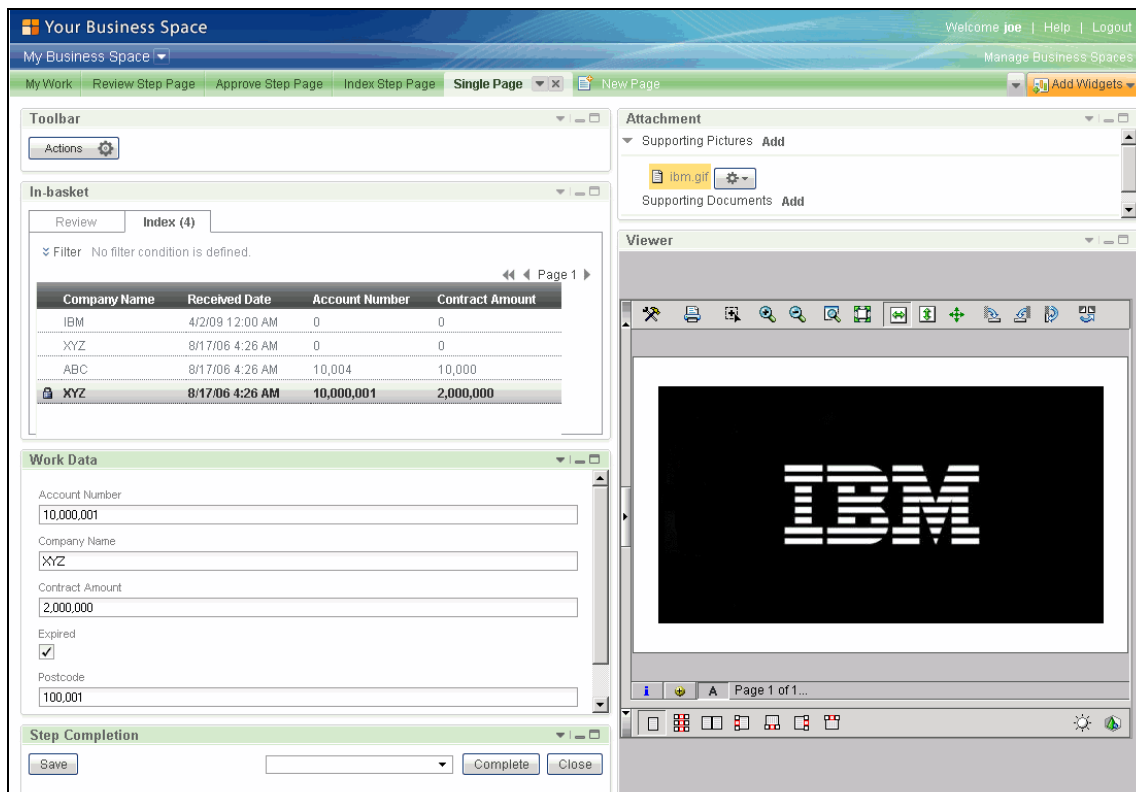 Your Business Space
Welcome joe | Help | Logout
My Business Space
Manage Business Spaces
My Work Review Step Page Approve Step Page Index Step Page Single Page New Page Add Widgets
Toolbar
Actions
In-basket
Review Index (4)
Filter No filter condition is defined.
Page 1
Company Name Received Date Account Number Contract Amount
IBM 4/2/09 12:00 AM 0 0
XYZ 8/17/06 4:26 AM 0 0
ABC 8/17/06 4:26 AM 10,004 10,000
XYZ 8/17/06 4:26 AM 10,000,001 2,000,000
Work Data
Account Number
10,000,001
Company Name
XYZ
Contract Amount
2,000,000
Expired
Postcode
100,001
Step Completion
Save Complete Close
Attachment
Supporting Pictures Add
ibm.gif
Supporting Documents Add
Viewer
IBM
i A Page 1 of 1...